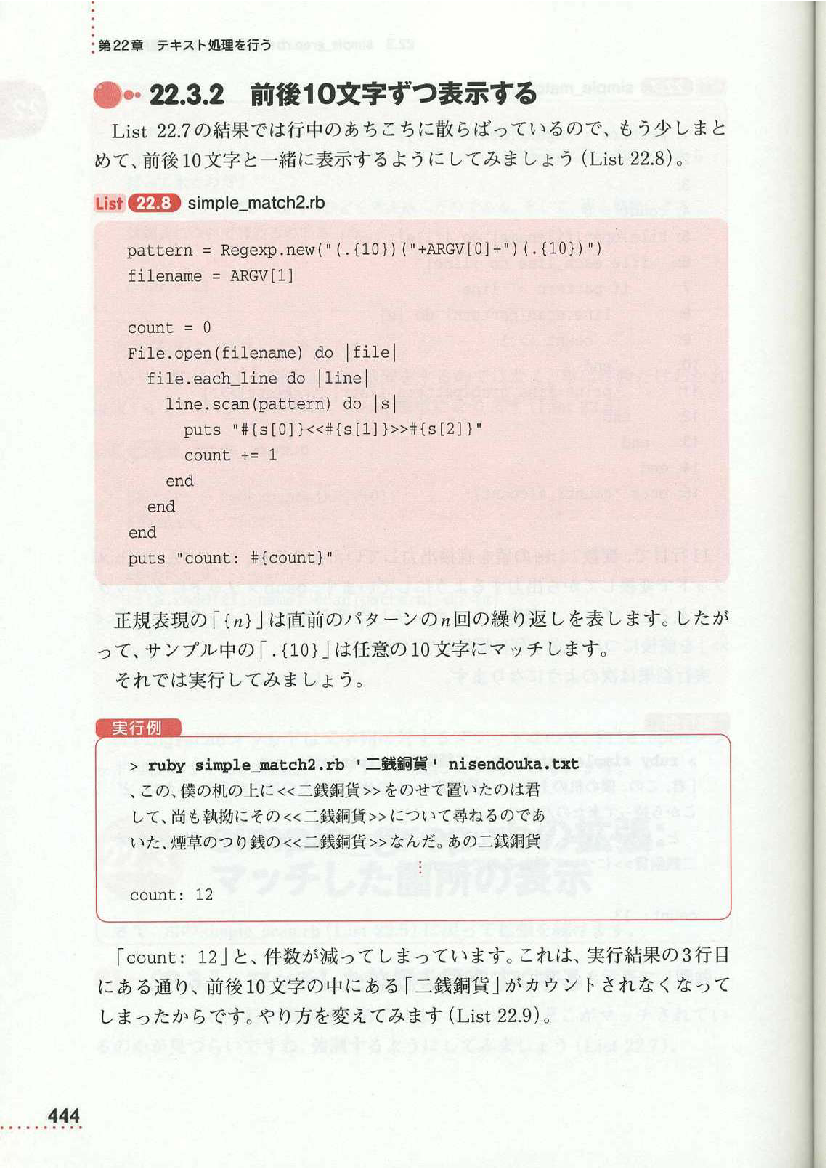 第22章 テキスト処理を行う
22.3.2 前後10文字ずつ表示する
List 22.7の結果では行中のあちこちに散らばっているので、もう少しまと
めて、前後10文字と一緒に表示するようにしてみましょう(List 22.8)。
List 22.8 simple_match2.rb
pattern = Regexp.new("(.{10})("+ARGV[0]+")(.{10})")
filename = ARGV[1]
count = 0
File.open(filename) do |file|
file.each_line do |line|
line.scan(pattern) do |s|
puts "#{s[0]}<<#{s[1]}>>#{s[2]}"
count += 1
end
end
end
puts "count: #{count}"
正規表現の「{n}」は直前のパターンのn回の繰り返しを表します。したが
って、サンプル中の「.{10}」は任意の10文字にマッチします。
それでは実行してみましょう。
実行例
> ruby simple_match2.rb '二銭銅貨' nisendouka.txt
、この、僕の机の上に<<二銭銅貨>>をのせて置いたのは君
して、尚も執拗にその<<二銭銅貨>>について尋ねるのであ
いた、煙草のつり銭の<<二銭銅貨>>なんだ。あの二銭銅貨
⋮
count: 12
「count: 12」と、件数が減ってしまっています。これは、実行結果の3行目
にある通り、前後10文字の中にある「二銭銅貨」がカウントされなくなって
しまったからです。やり方を変えてみます(List 22.9)。
444